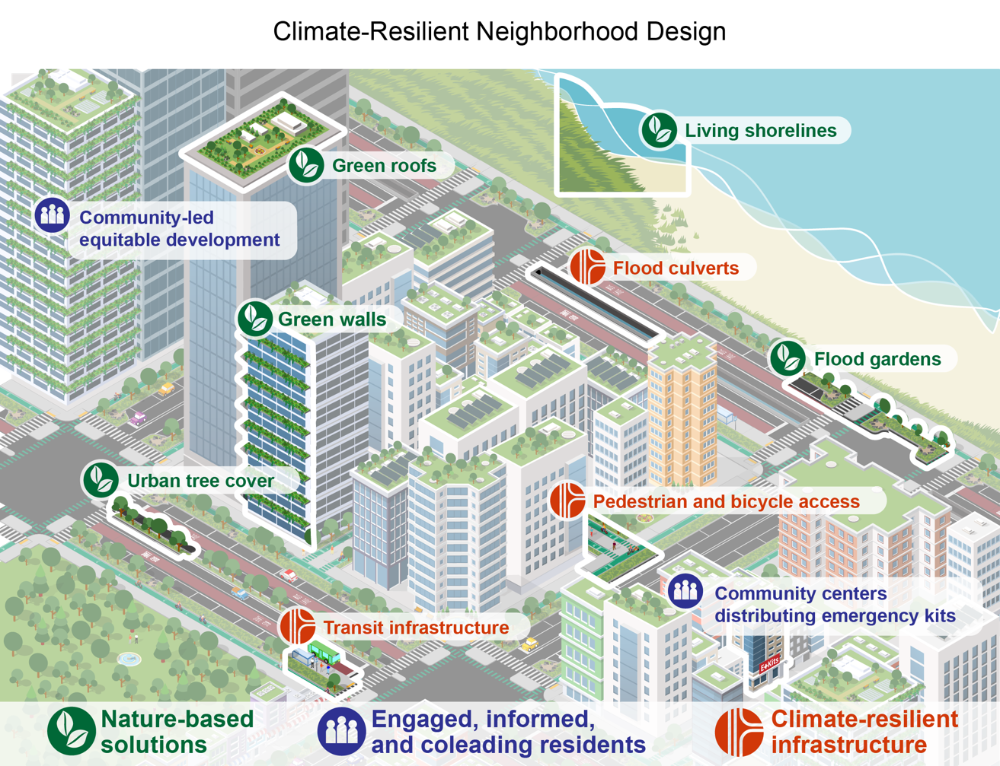 Climate-Resilient Neighborhood Design
Living shorelines
Green roofs
Community-led
equitable development
Flood culverts
Green walls
Flood gardens
Urban tree cover
Pedestrian and bicycle access
Community centers
distributing emergency kits
Transit infrastructure
E+Kits
Nature-based
solutions
Engaged, informed,
and coleading residents
Climate-resilient
infrastructure